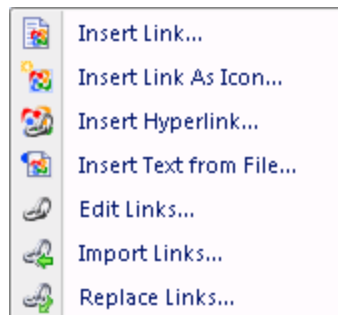 Insert Link...
Insert Link As Icon...
Insert Hyperlink...
Insert Text from File...
Edit Links...
Import Links...
Replace Links...